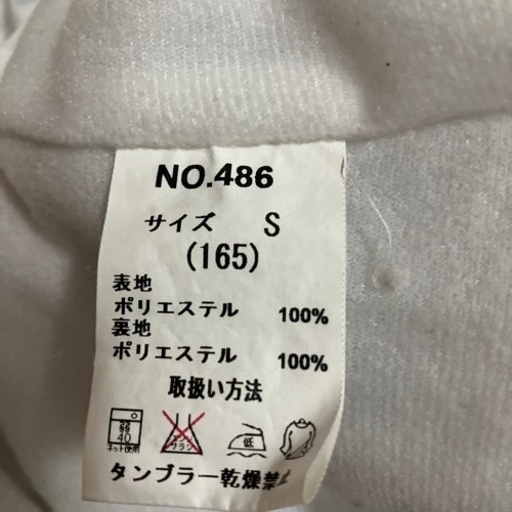 NO.486
サイズ S
(165)
表地
ポリエステル 100%
裏地
ポリエステル 100%
取扱い方法
40 低
ネット使用
タンブラー乾燥禁止